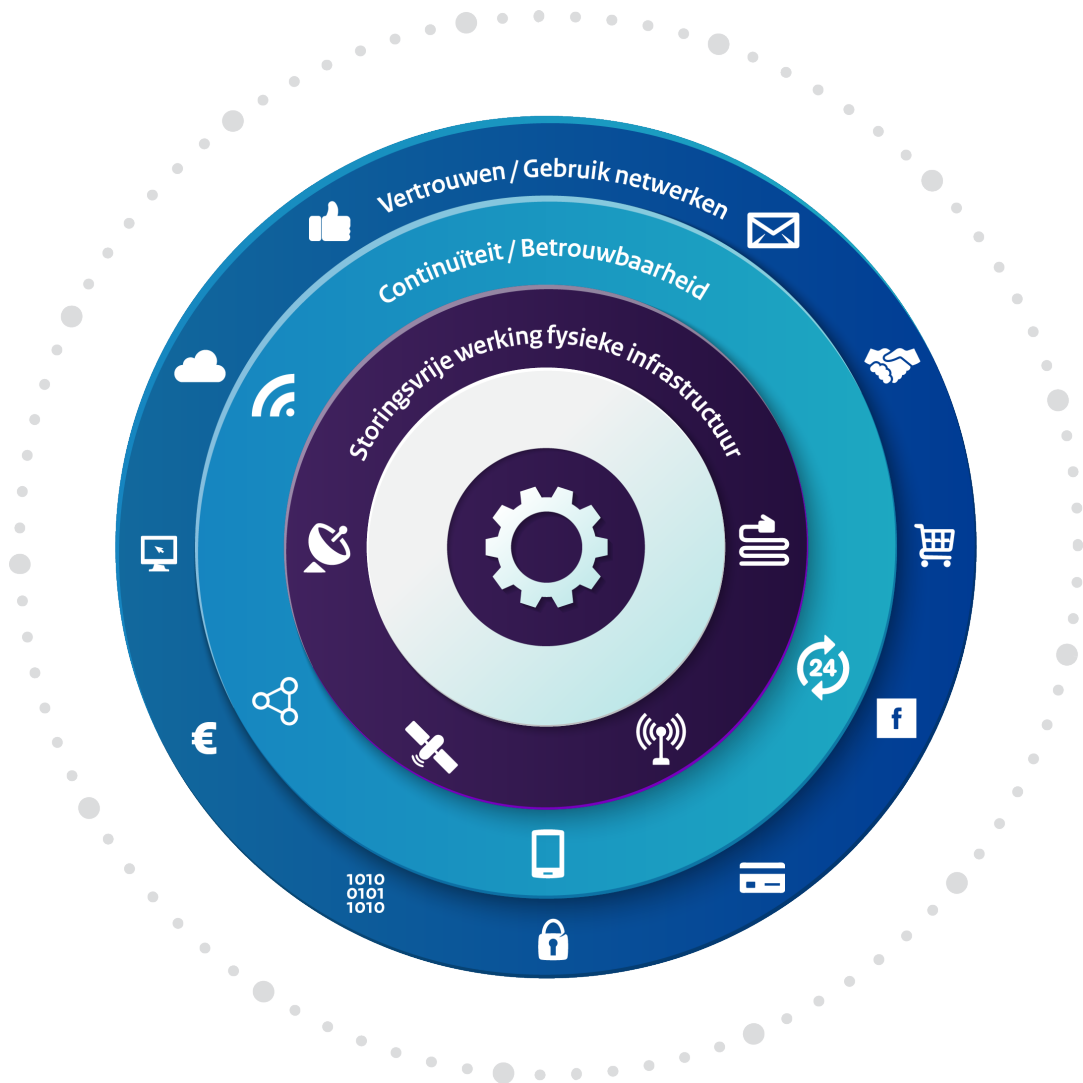 Vertrouwen / Gebruik netwerken
Continuïteit / Betrouwbaarheid
Storingsvrije werking fysieke infrastructuur
24
f
€
1010
0101
1010